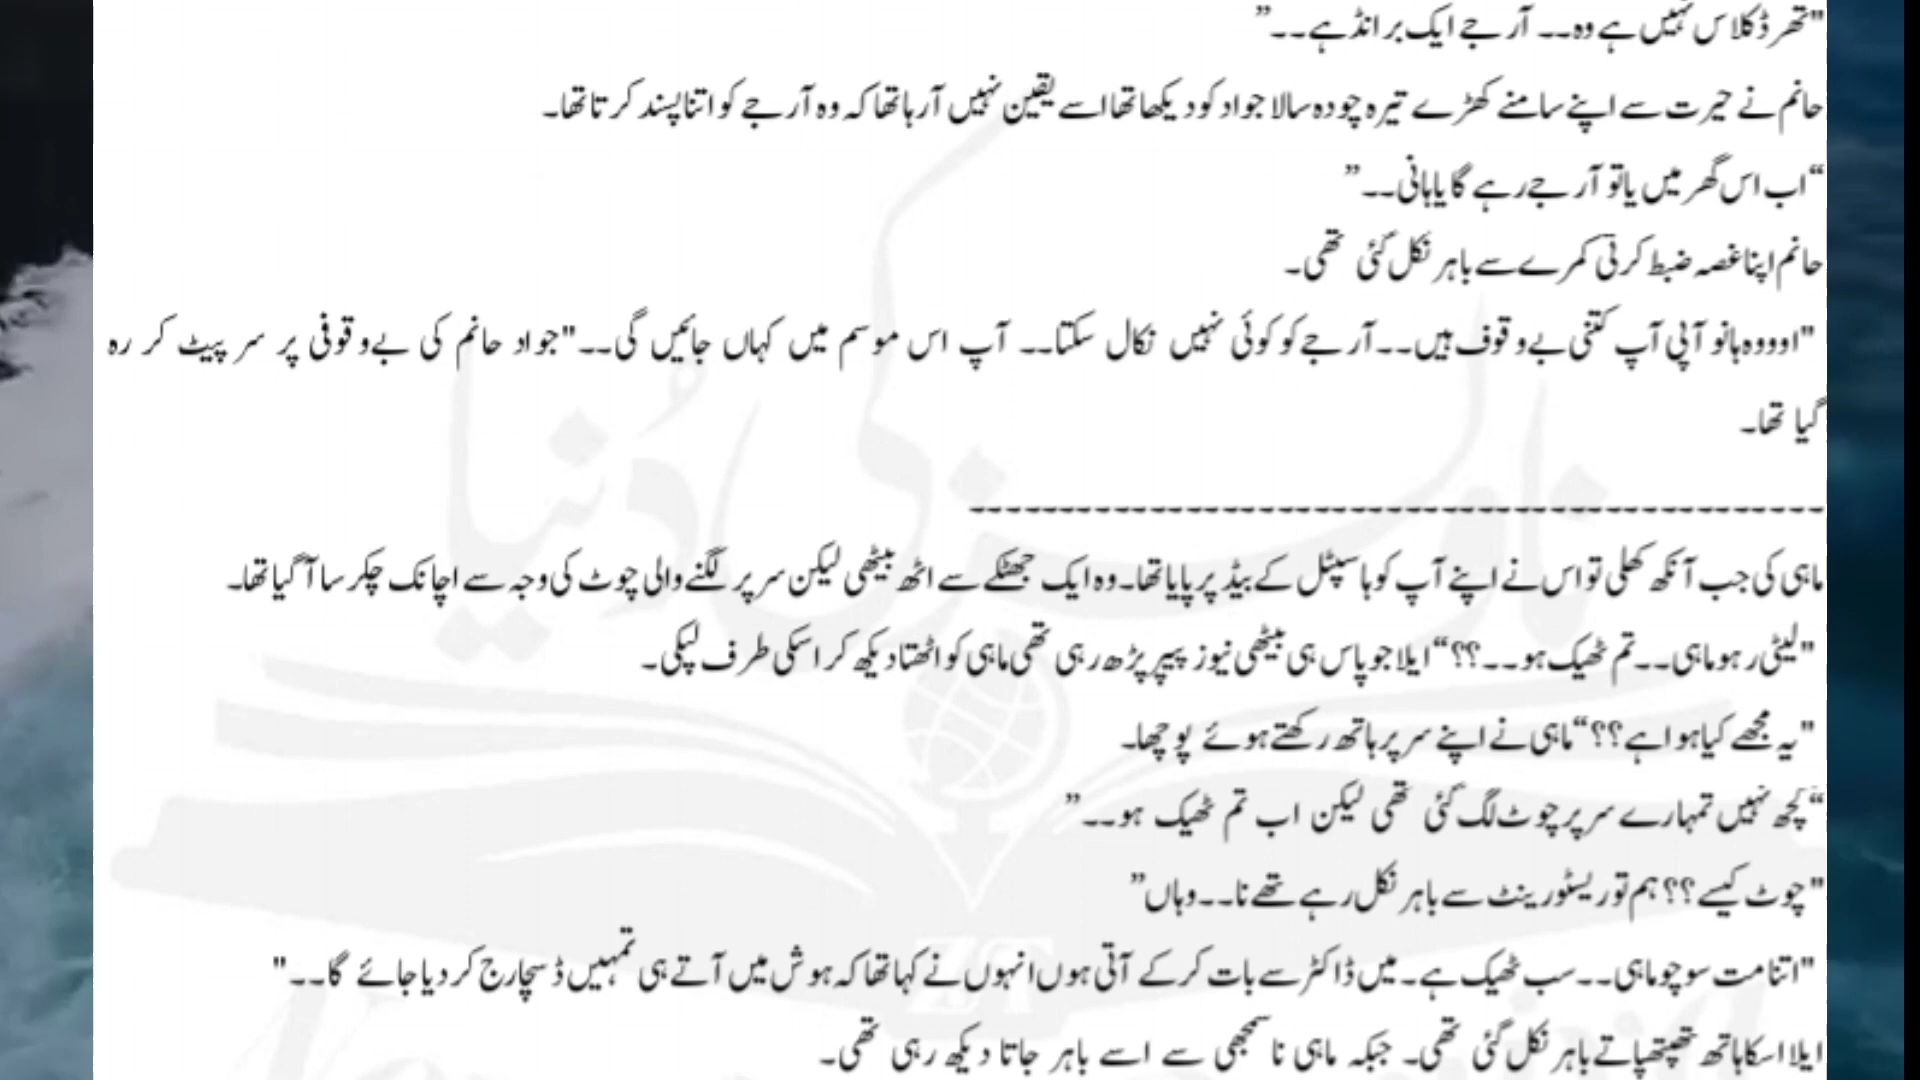 "تھرڈ کلاس نہیں ہے وہ۔۔ آر جے ایک برانڈ ہے۔۔”
حانم نے حیرت سے اپنے سامنے کھڑے تیرہ چودہ سالا جواد کو دیکھا تھا اسے یقین نہیں آرہا تھا کہ وہ آر جے کو اتنا پسند کرتا تھا۔
“اب اس گھر میں یا تو آر جے رہے گا یا ہانی۔۔”
حانم اپنا غصہ ضبط کرتی کمرے سے باہر نکل گئی تھی۔
"اوووہ ہانو آپی آپ کتنی بے وقوف ہیں۔۔آر جے کو کوئی نہیں نکال سکتا۔۔ آپ اس موسم میں کہاں جائیں گی۔۔"جواد حانم کی بے وقوفی پر سر پیٹ کر رہ
گیا تھا۔
ناولز کی دُنیا
------------------------------------------------
ماہی کی جب آنکھ کھلی تو اس نے اپنے آپ کو ہاسپٹل کے بیڈ پر پایا تھا۔وہ ایک جھٹکے سے اٹھ بیٹھی لیکن سر پر لگنے والی چوٹ کی وجہ سے اچانک چکر سا آگیا تھا۔
"لیٹی رہو ماہی۔۔تم ٹھیک ہو۔۔؟؟“ایلا جو پاس ہی بیٹھی نیوز پیپر پڑھ رہی تھی ماہی کو اٹھتا دیکھ کر اسکی طرف لپکی۔
"یہ مجھے کیا ہوا ہے؟؟“ماہی نے اپنے سر پر ہاتھ رکھتے ہوئے پوچھا۔
“کچھ نہیں تمہارے سر پر چوٹ لگ گئی تھی لیکن اب تم ٹھیک ہو۔۔”
"چوٹ کیسے؟؟ ہم تو ریسٹورینٹ سے باہر نکل رہے تھے نا۔۔وہاں”
"اتنا مت سوچو ماہی۔۔سب ٹھیک ہے۔میں ڈاکٹر سے بات کرکے آتی ہوں انہوں نے کہا تھا کہ ہوش میں آتے ہی تمہیں ڈسچارج کر دیا جائے گا۔۔"
ZT
ایلا اسکا ہاتھ تھپتھپاتے باہر نکل گئی تھی۔ جبکہ ماہی نا سمجھی سے اسے باہر جاتا دیکھ رہی تھی۔